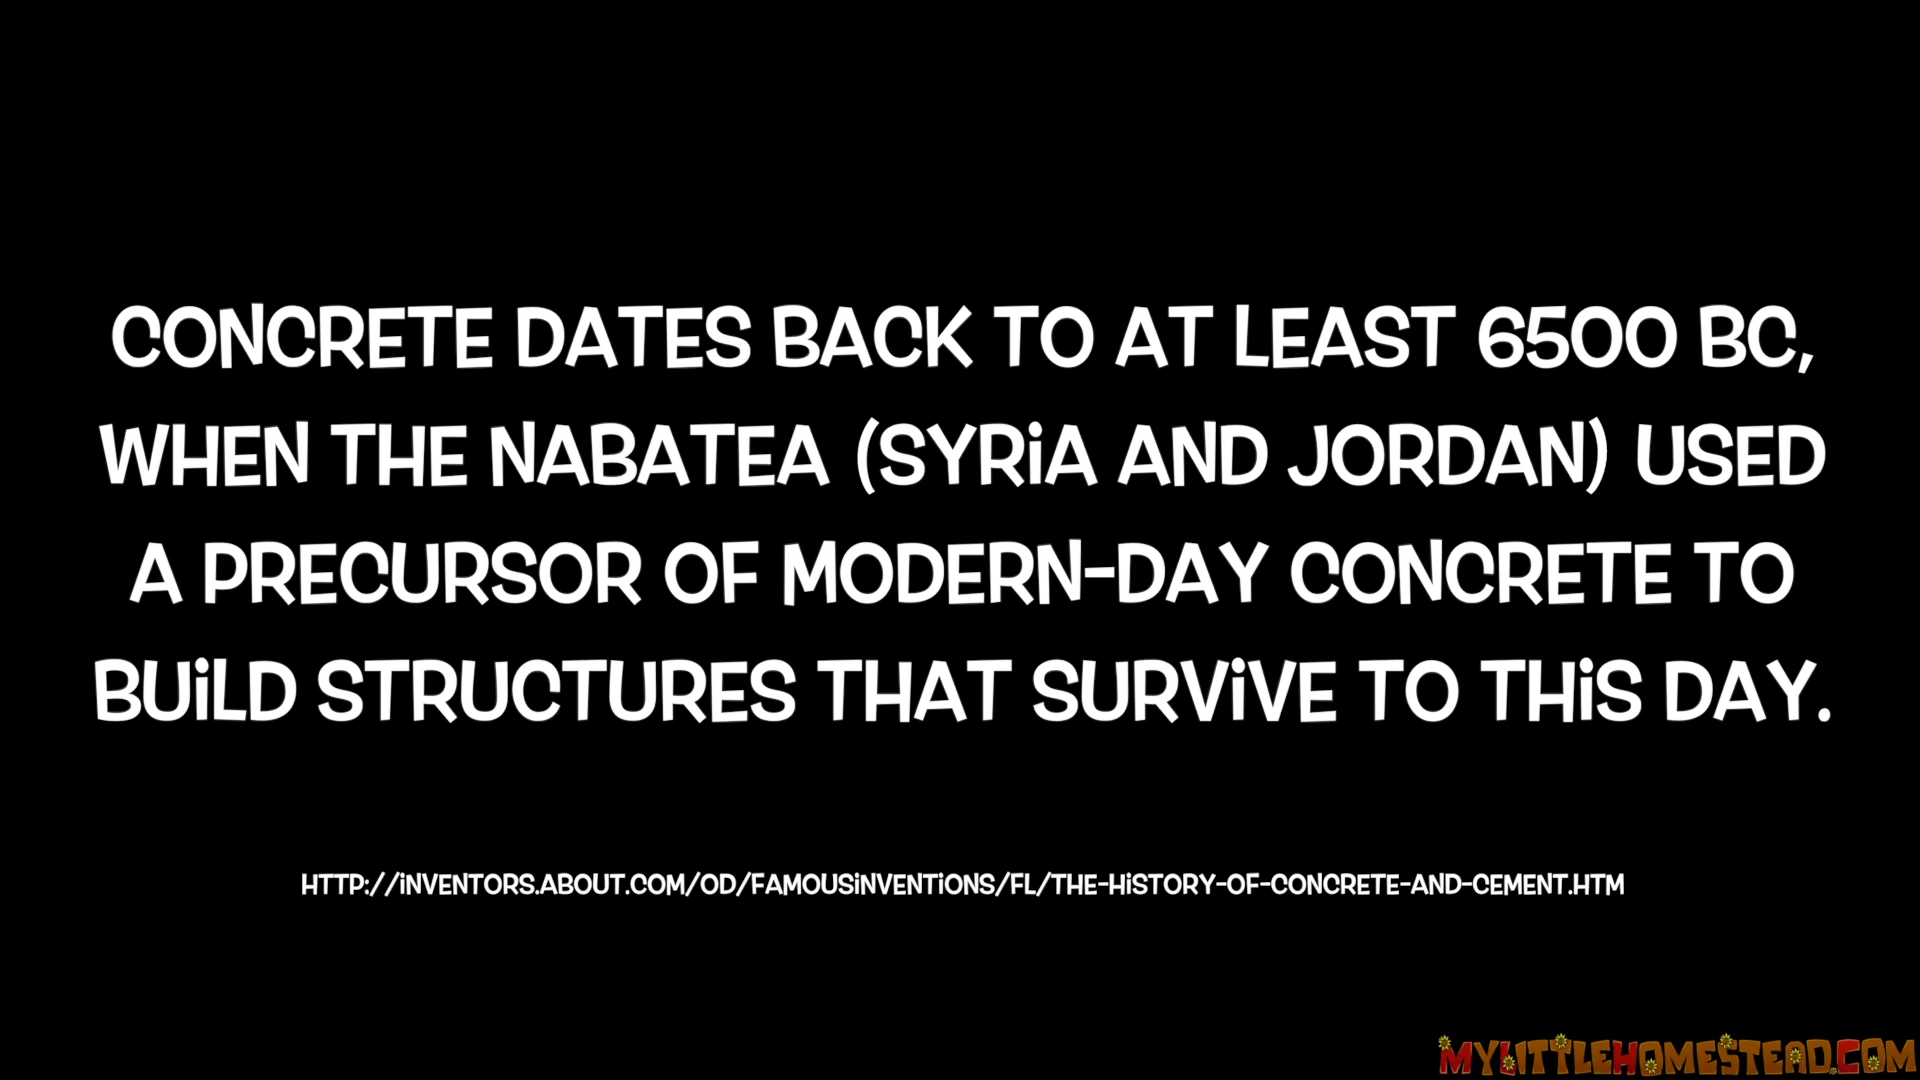 CONCRETE DATES BACK TO AT LEAST 6500 BC,
WHEN THE NABATEA (SYRiA AND JORDAN) USED
A PRECURSOR OF MODERN-DAY CONCRETE TO
BUiLD STRUCTURES THAT SURViVE TO THiS DAY.
HTTP://iNVENTORS.ABOUT.COM/OD/FAMOUSiNVENTiONS/FL/THE-HiSTORY-OF-CONCRETE-AND-CEMENT.HTM
MYLITTLEHOMESTEAD.COM